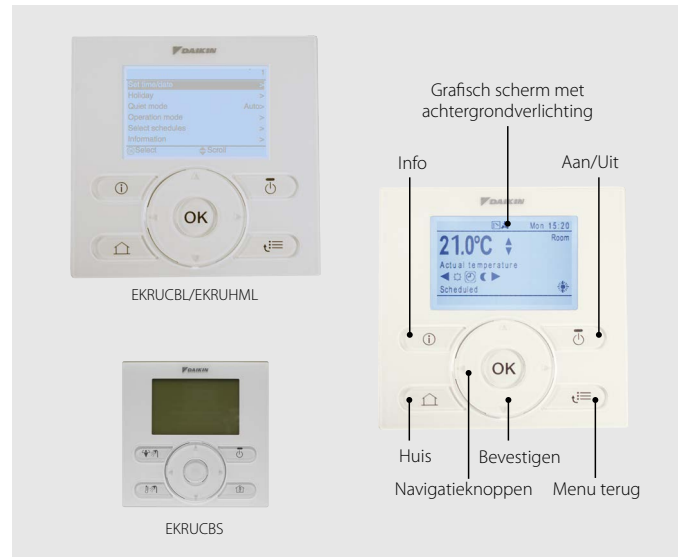 DAIKIN
1
Set time/date >
Holiday >
Quiet mode Auto>
Operation mode >
Select schedules >
Information >
Select Scroll
OK
EKRUCBL/EKRUHML
DAIKIN
EKRUCBS
Grafisch scherm met
achtergrondverlichting
Info
Aan/Uit
DAIKIN
Mon 15:20
21.0°C
Room
Actual temperature
Scheduled
OK
Huis
Bevestigen
Navigatieknoppen
Menu terug